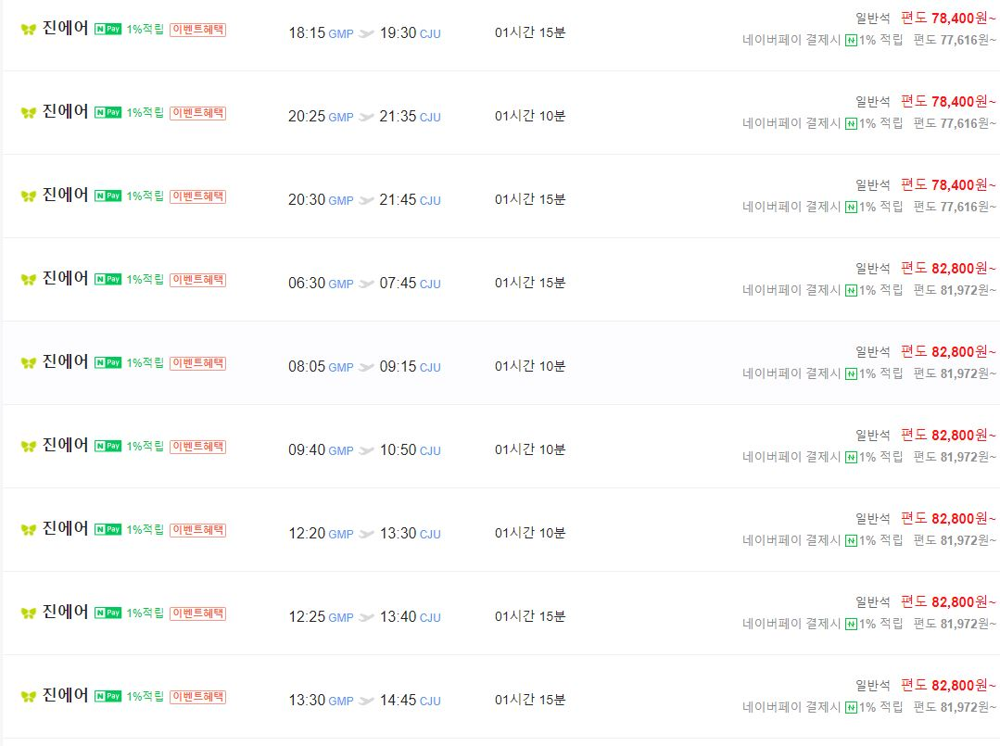 진에어 N Pay 1%적립 이벤트혜택 18:15 GMP 19:30 CJU 01시간 15분 일반석 편도 78,400원~
네이버페이 결제시 N 1% 적립 편도 77,616원~
진에어 N Pay 1%적립 이벤트혜택 20:25 GMP 21:35 CJU 01시간 10분 일반석 편도 78,400원~
네이버페이 결제시 N 1% 적립 편도 77,616원~
진에어 N Pay 1%적립 이벤트혜택 20:30 GMP 21:45 CJU 01시간 15분 일반석 편도 78,400원~
네이버페이 결제시 N 1% 적립 편도 77,616원~
진에어 N Pay 1%적립 이벤트혜택 06:30 GMP 07:45 CJU 01시간 15분 일반석 편도 82,800원~
네이버페이 결제시 N 1% 적립 편도 81,972원~
진에어 N Pay 1%적립 이벤트혜택 08:05 GMP 09:15 CJU 01시간 10분 일반석 편도 82,800원~
네이버페이 결제시 N 1% 적립 편도 81,972원~
진에어 N Pay 1%적립 이벤트혜택 09:40 GMP 10:50 CJU 01시간 10분 일반석 편도 82,800원~
네이버페이 결제시 N 1% 적립 편도 81,972원~
진에어 N Pay 1%적립 이벤트혜택 12:20 GMP 13:30 CJU 01시간 10분 일반석 편도 82,800원~
네이버페이 결제시 N 1% 적립 편도 81,972원~
진에어 N Pay 1%적립 이벤트혜택 12:25 GMP 13:40 CJU 01시간 15분 일반석 편도 82,800원~
네이버페이 결제시 N 1% 적립 편도 81,972원~
진에어 N Pay 1%적립 이벤트혜택 13:30 GMP 14:45 CJU 01시간 15분 일반석 편도 82,800원~
네이버페이 결제시 N 1% 적립 편도 81,972원~